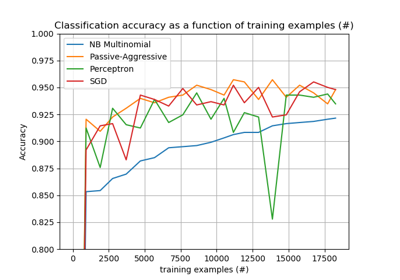 Classification accuracy as a function of training examples (#)
1.000
0.975
0.950
0.925
0.900
0.875
0.850
0.825
0.800
Accuracy
NB Multinomial
Passive-Aggressive
Perceptron
SGD
0 2500 5000 7500 10000 12500 15000 17500
training examples (#)